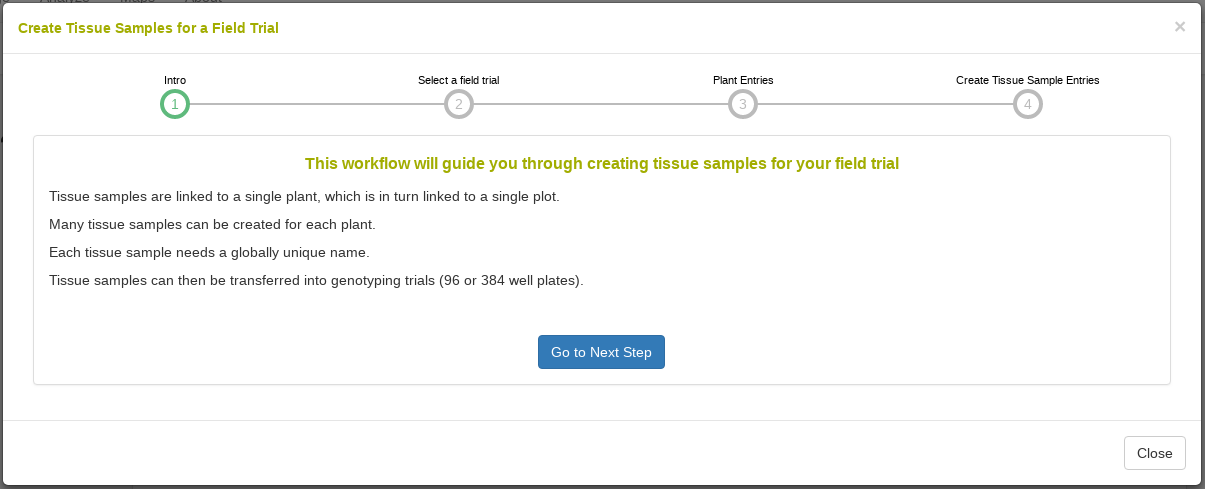 Analyze Maps About
Create Tissue Samples for a Field Trial
×
Intro
Select a field trial
Plant Entries
Create Tissue Sample Entries
1
2
3
4
This workflow will guide you through creating tissue samples for your field trial
Tissue samples are linked to a single plant, which is in turn linked to a single plot.
Many tissue samples can be created for each plant.
Each tissue sample needs a globally unique name.
Tissue samples can then be transferred into genotyping trials (96 or 384 well plates).
Go to Next Step
Close